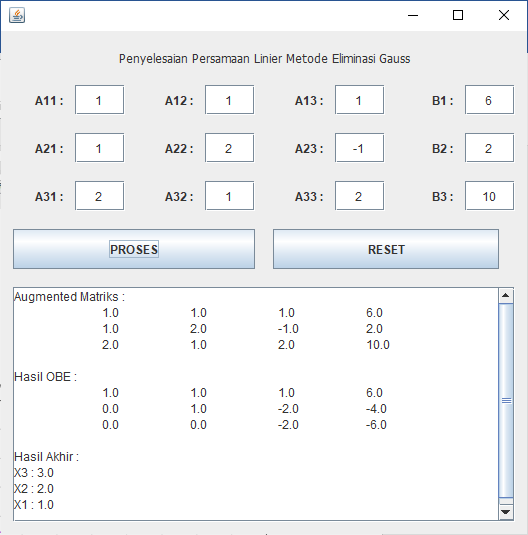 Penyelesaian Persamaan Linier Metode Eliminasi Gauss
A11 : 1 A12 : 1 A13 : 1 B1 : 6
A21 : 1 A22 : 2 A23 : -1 B2 : 2
A31 : 2 A32 : 1 A33 : 2 B3 : 10
PROSES RESET
Augmented Matriks :
1.0 1.0 1.0 6.0
1.0 2.0 -1.0 2.0
2.0 1.0 2.0 10.0
Hasil OBE :
1.0 1.0 1.0 6.0
0.0 1.0 -2.0 -4.0
0.0 0.0 -2.0 -6.0
Hasil Akhir :
X3 : 3.0
X2 : 2.0
X1 : 1.0